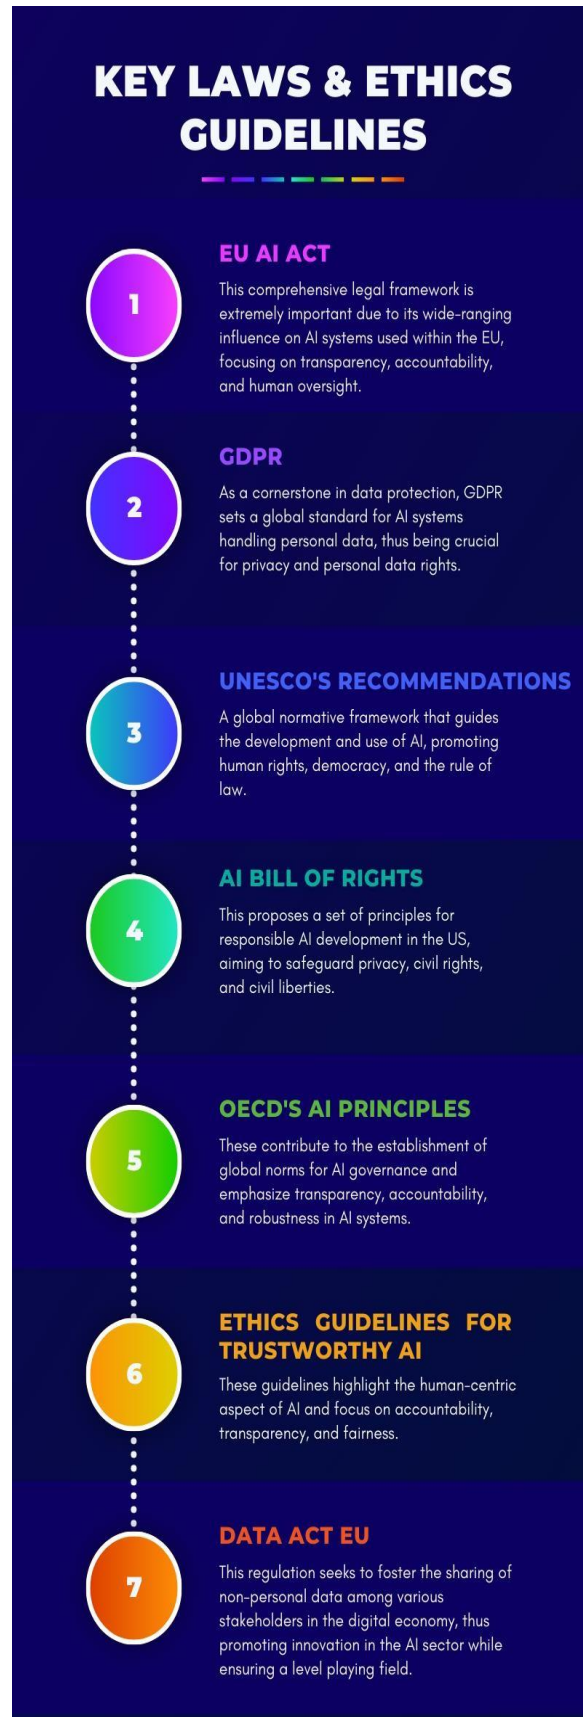 KEY LAWS & ETHICS
GUIDELINES
1
EU AI ACT
This comprehensive legal framework is
extremely important due to its wide-ranging
influence on AI systems used within the EU,
focusing on transparency, accountability,
and human oversight.
2
GDPR
As a cornerstone in data protection, GDPR
sets a global standard for AI systems
handling personal data, thus being crucial
for privacy and personal data rights.
3
UNESCO'S RECOMMENDATIONS
A global normative framework that guides
the development and use of AI, promoting
human rights, democracy, and the rule of
law.
4
AI BILL OF RIGHTS
This proposes a set of principles for
responsible AI development in the US,
aiming to safeguard privacy, civil rights,
and civil liberties.
5
OECD'S AI PRINCIPLES
These contribute to the establishment of
global norms for AI governance and
emphasize transparency, accountability,
and robustness in AI systems.
6
ETHICS GUIDELINES FOR
TRUSTWORTHY AI
These guidelines highlight the human-centric
aspect of AI and focus on accountability,
transparency, and fairness.
7
DATA ACT EU
This regulation seeks to foster the sharing of
non-personal data among various
stakeholders in the digital economy, thus
promoting innovation in the AI sector while
ensuring a level playing field.